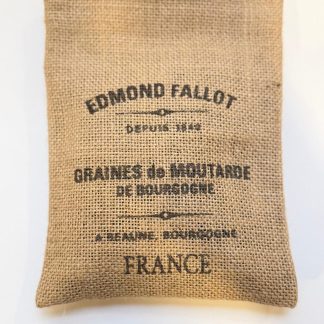 EDMOND FALLOT
DEPUIS 1840
GRAINES de MOUTARDE
DE BOURGOGNE
A BEAUNE, BOURGOGNE
FRANCE